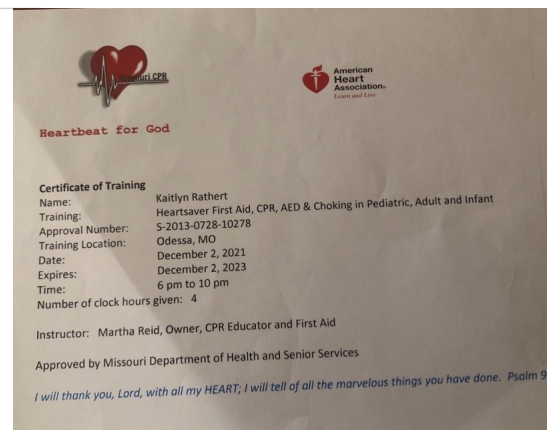 Missouri CPR
American
Heart
Association®
Learn and Live
Heartbeat for God
Certificate of Training
Name: Kaitlyn Rathert
Training: Heartsaver First Aid, CPR, AED & Choking in Pediatric, Adult and Infant
Approval Number: S-2013-0728-10278
Training Location: Odessa, MO
Date: December 2, 2021
Expires: December 2, 2023
Time: 6 pm to 10 pm
Number of clock hours given: 4
Instructor: Martha Reid, Owner, CPR Educator and First Aid
Approved by Missouri Department of Health and Senior Services
I will thank you, Lord, with all my HEART; I will tell of all the marvelous things you have done. Psalm 9